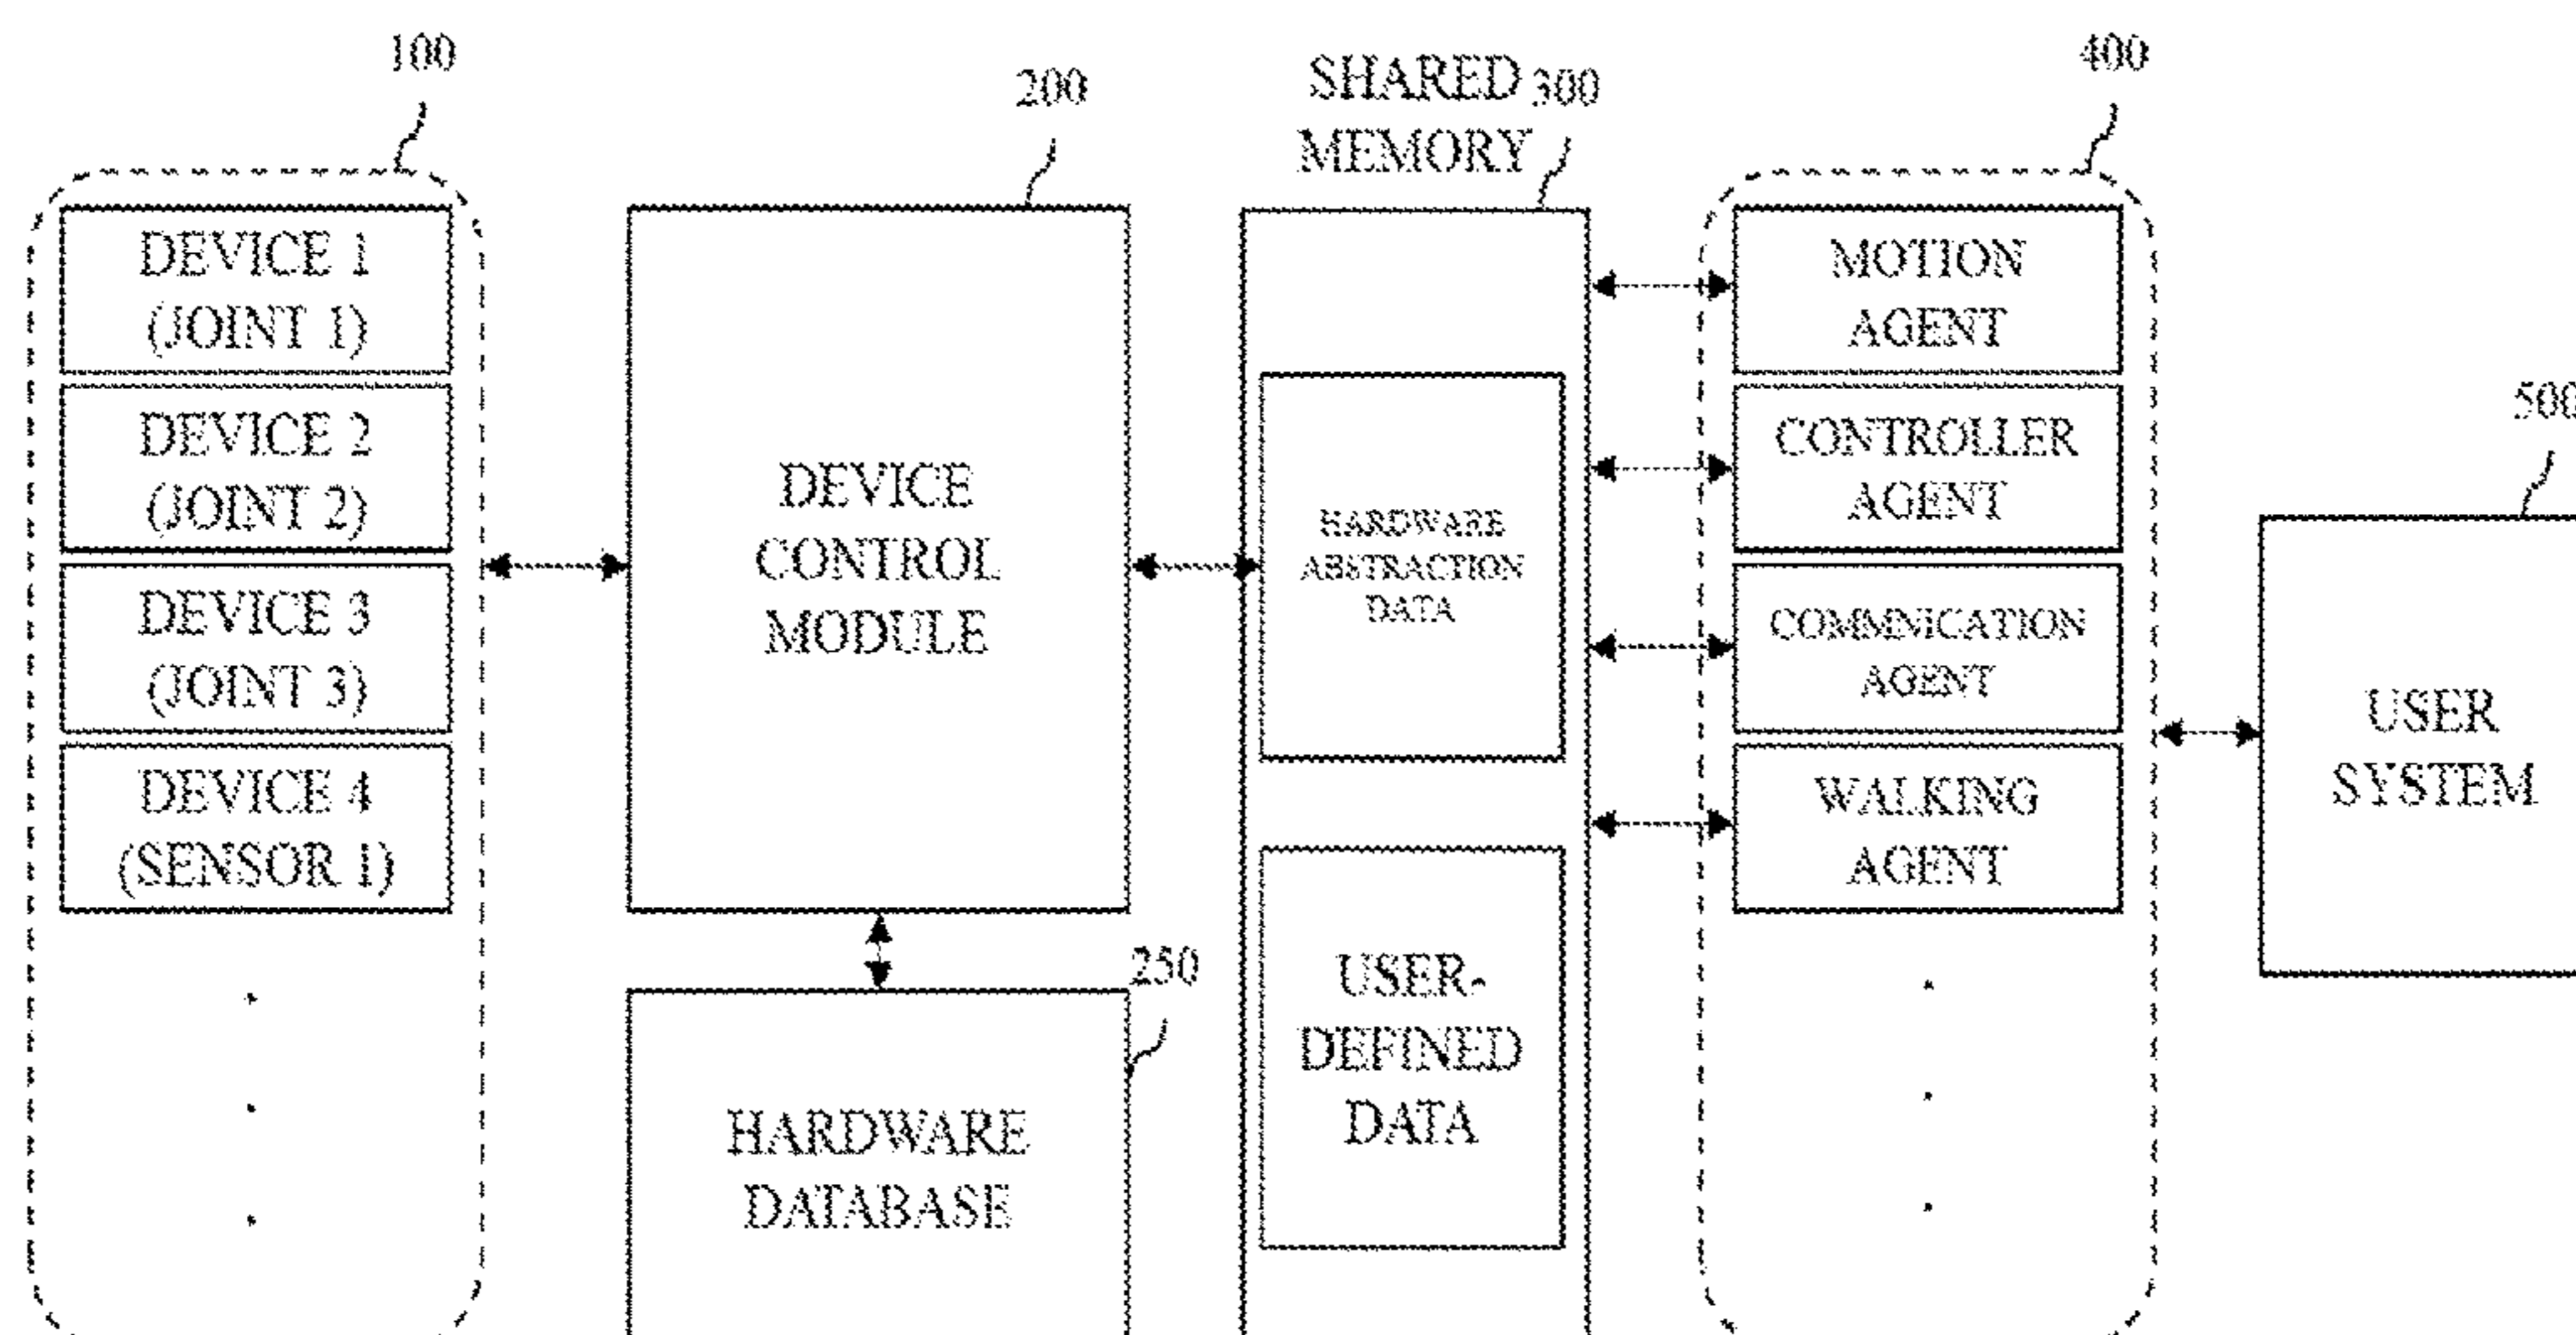 100
200
SHARED 300
MEMORY
400
DEVICE 1
(JOINT 1)
DEVICE 2
(JOINT 2)
DEVICE 3
(JOINT 3)
DEVICE 4
(SENSOR 1)
DEVICE
CONTROL
MODULE
250
HARDWARE
DATABASE
HARDWARE
ABSTRACTION
DATA
USER-
DEFINED
DATA
MOTION
AGENT
CONTROLLER
AGENT
COMMNICATION
AGENT
WALKING
AGENT
500
USER
SYSTEM